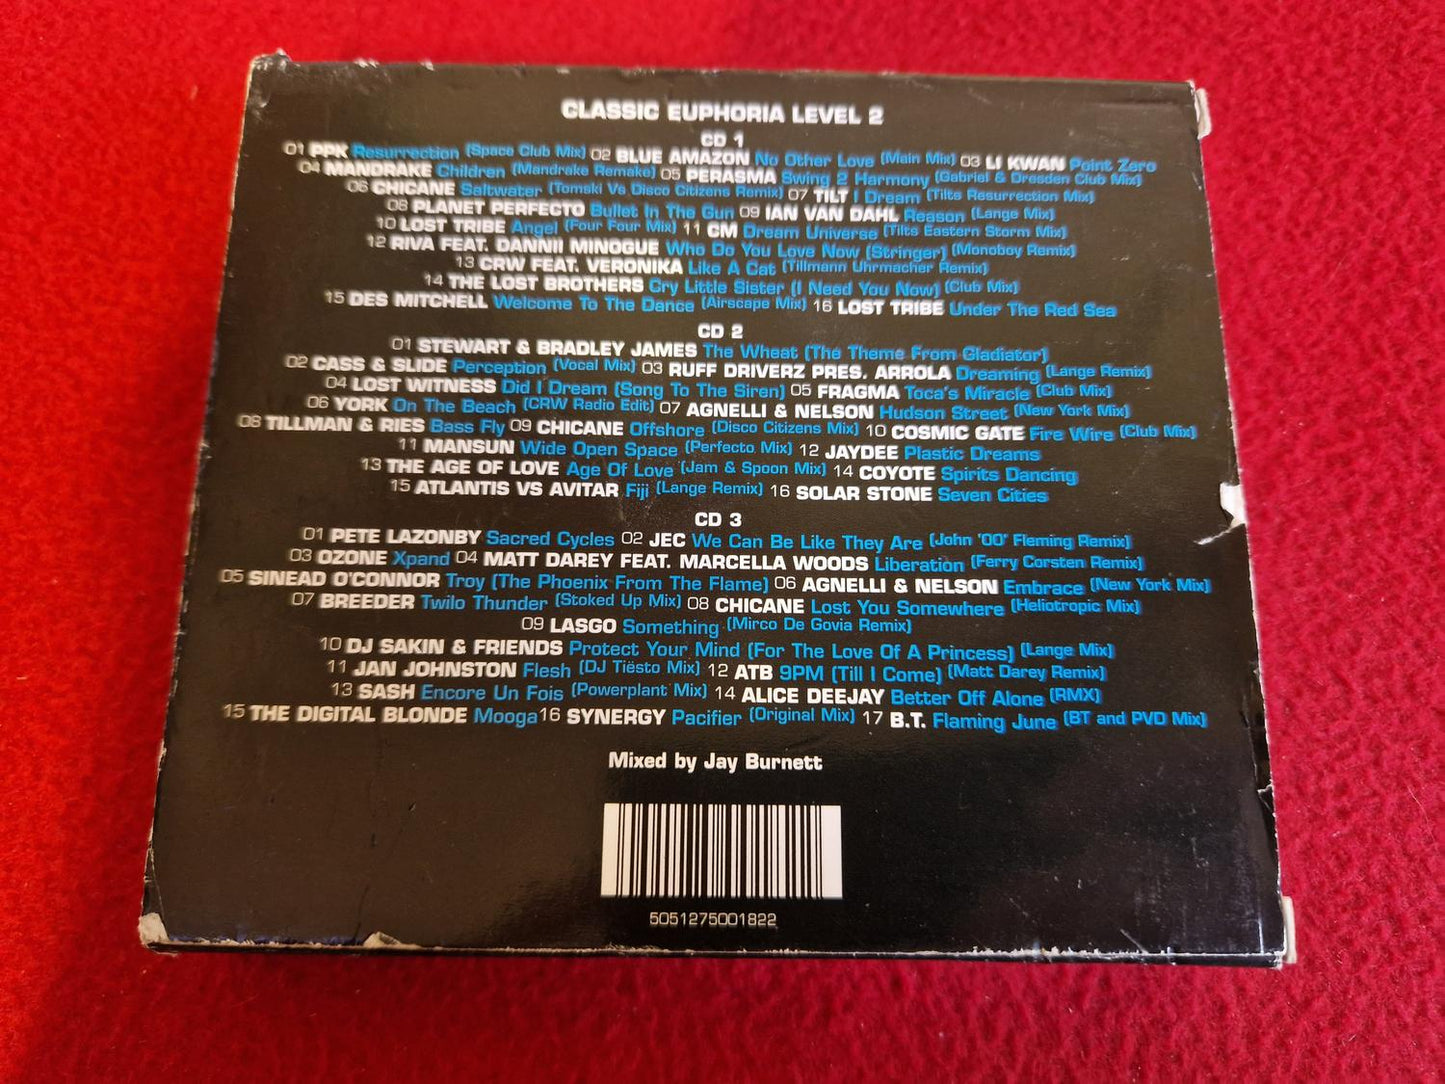 CLASSIC EUPHORIA LEVEL 2
CD 1
01 PPK Resurrection (Space Club Mix) 02 BLUE AMAZON No Other Love (Main Mix) 03 LI KWAN Point Zero
04 MANDRAKE Children (Mandrake Remake) 05 PERASMA Swing 2 Harmony (Gabriel & Dresden Club Mix)
06 CHICANE Saltwater (Tomski Vs Disco Citizens Remix) 07 TILT I Dream (Tilts Resurrection Mix)
08 PLANET PERFECTO Bullet In The Gun 09 IAN VAN DAHL Reason (Lange Mix)
10 LOST TRIBE Angel (Four Four Mix) 11 CM Dream Universe (Tilts Eastern Storm Mix)
12 RIVA FEAT. DANNII MINOGUE Who Do You Love Now (Stringer) (Monoboy Remix)
13 CRW FEAT. VERONIKA Like A Cat (Tillmann Uhrmacher Remix)
14 THE LOST BROTHERS Cry Little Sister (I Need You Now) (Club Mix)
15 DES MITCHELL Welcome To The Dance (Airscape Mix) 16 LOST TRIBE Under The Red Sea
CD 2
01 STEWART & BRADLEY JAMES The Wheat (The Theme From Gladiator)
02 CASS & SLIDE Perception (Vocal Mix) 03 RUFF DRIVERZ PRES. ARROLA Dreaming (Lange Remix)
04 LOST WITNESS Did I Dream (Song To The Siren) 05 FRAGMA Toca's Miracle (Club Mix)
06 YORK On The Beach (CRW Radio Edit) 07 AGNELLI & NELSON Hudson Street (New York Mix)
08 TILLMAN & RIES Bass Fly 09 CHICANE Offshore (Disco Citizens Mix) 10 COSMIC GATE Fire Wire (Club Mix)
11 MANSUN Wide Open Space (Perfecto Mix) 12 JAYDEE Plastic Dreams
13 THE AGE OF LOVE Age Of Love (Jam & Spoon Mix) 14 COYOTE Spirits Dancing
15 ATLANTIS VS AVITAR Fiji (Lange Remix) 16 SOLAR STONE Seven Cities
CD 3
01 PETE LAZONBY Sacred Cycles 02 JEC We Can Be Like They Are (John '00' Fleming Remix)
03 OZONE Xpand 04 MATT DAREY FEAT. MARCELLA WOODS Liberation (Ferry Corsten Remix)
05 SINEAD O'CONNOR Troy (The Phoenix From The Flame) 06 AGNELLI & NELSON Embrace (New York Mix)
07 BREEDER Twilo Thunder (Stoked Up Mix) 08 CHICANE Lost You Somewhere (Heliotropic Mix)
09 LASGO Something (Mirco De Govia Remix)
10 DJ SAKIN & FRIENDS Protect Your Mind (For The Love Of A Princess) (Lange Mix)
11 JAN JOHNSTON Flesh (DJ Tiësto Mix) 12 ATB 9PM (Till I Come) (Matt Darey Remix)
13 SASH Encore Un Fois (Powerplant Mix) 14 ALICE DEEJAY Better Off Alone (RMX)
15 THE DIGITAL BLONDE Mooga 16 SYNERGY Pacifier (Original Mix) 17 B.T. Flaming June (BT and PVD Mix)
Mixed by Jay Burnett
5051275001822